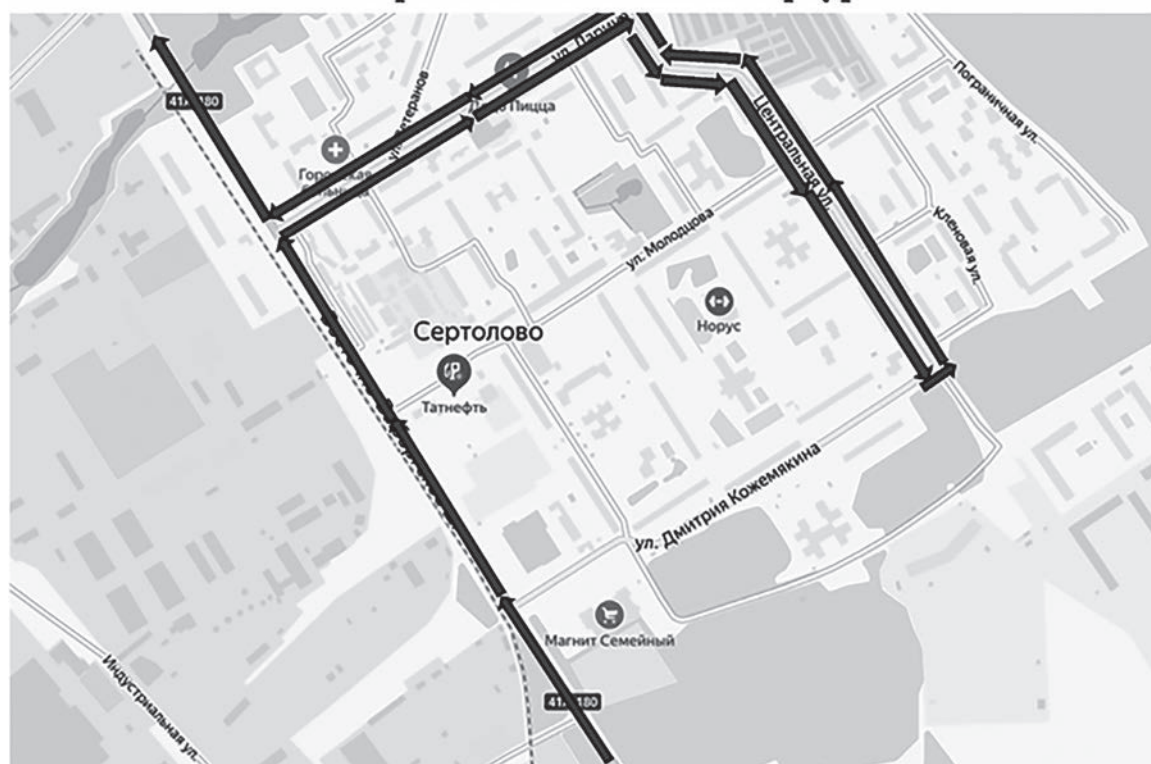 Пограничная ул.
Пицца
Центральная ул.
ул. Молодцова
Кленовая ул.
Норус
Сертолово
Татнефть
ул. Дмитрия Кожемякина
Магнит Семейный
Индустриальная ул.